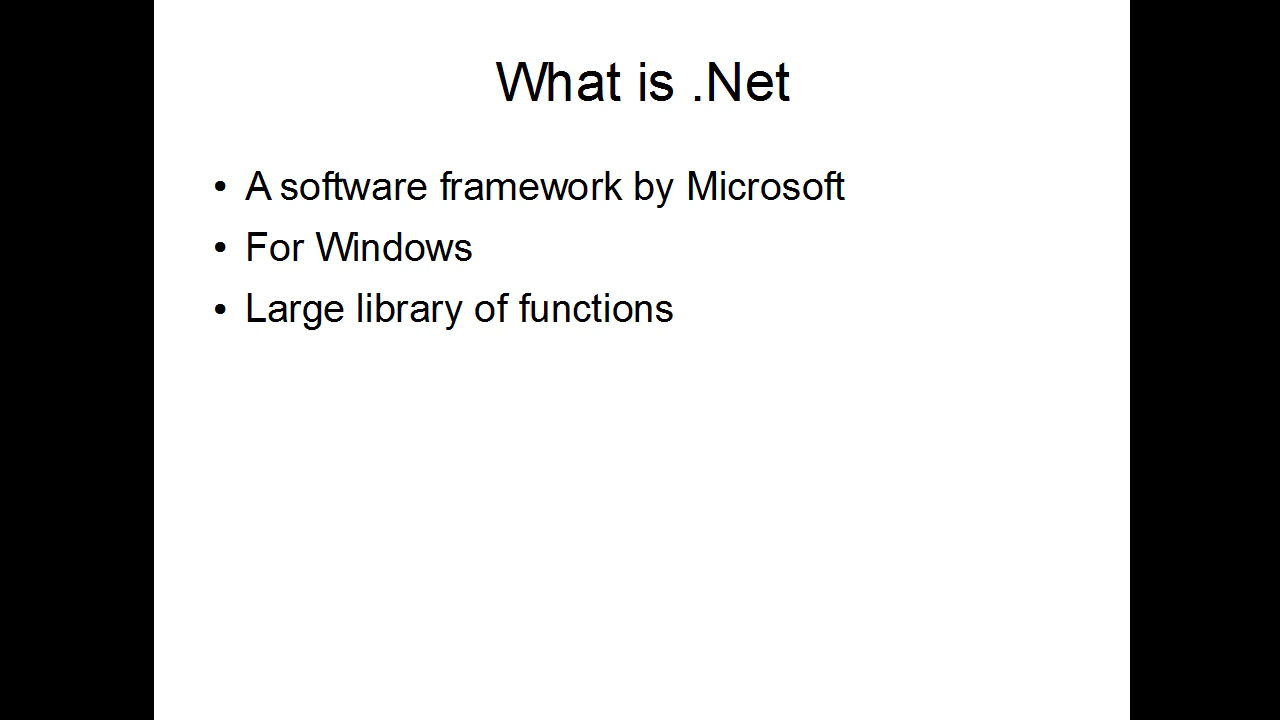 What is .Net
• A software framework by Microsoft
• For Windows
• Large library of functions